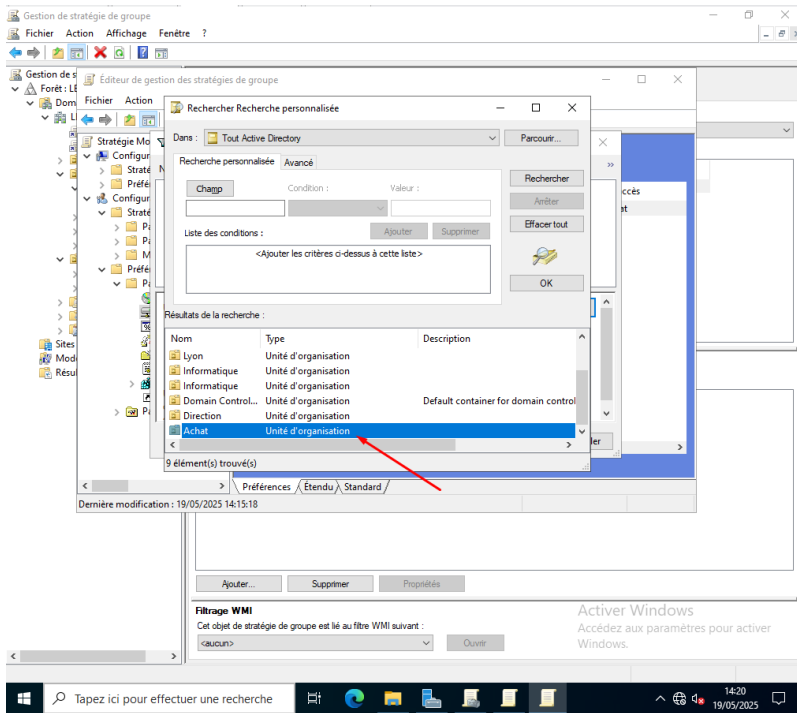 Gestion de stratégie de groupe
Fichier Action Affichage Fenêtre ?
Gestion de s
Forêt : LE
Dom
Sites
Mode
Résul
Éditeur de gestion des stratégies de groupe
Fichier Action
Stratégie Mo
Configur
Straté
Préfé
Configur
Straté
Pa
Pa
M
Préfé
Pa
Pa
Rechercher Recherche personnalisée
Dans : Tout Active Directory
Parcourir...
Recherche personnalisée Avancé
Champ Condition : Valeur :
Rechercher
Arrêter
Effacer tout
Liste des conditions : Ajouter Supprimer
<Ajouter les critères ci-dessus à cette liste>
OK
Résultats de la recherche :
Nom Type Description
Lyon Unité d'organisation
Informatique Unité d'organisation
Informatique Unité d'organisation
Domain Control... Unité d'organisation Default container for domain control
Direction Unité d'organisation
Achat Unité d'organisation
9 élément(s) trouvé(s)
Préférences Étendu Standard
Dernière modification : 19/05/2025 14:15:18
Ajouter... Supprimer Propriétés
Filtrage WMI
Cet objet de stratégie de groupe est lié au filtre WMI suivant :
<aucun> Ouvrir
Activer Windows
Accédez aux paramètres pour activer
Windows.
Tapez ici pour effectuer une recherche
14:20
19/05/2025